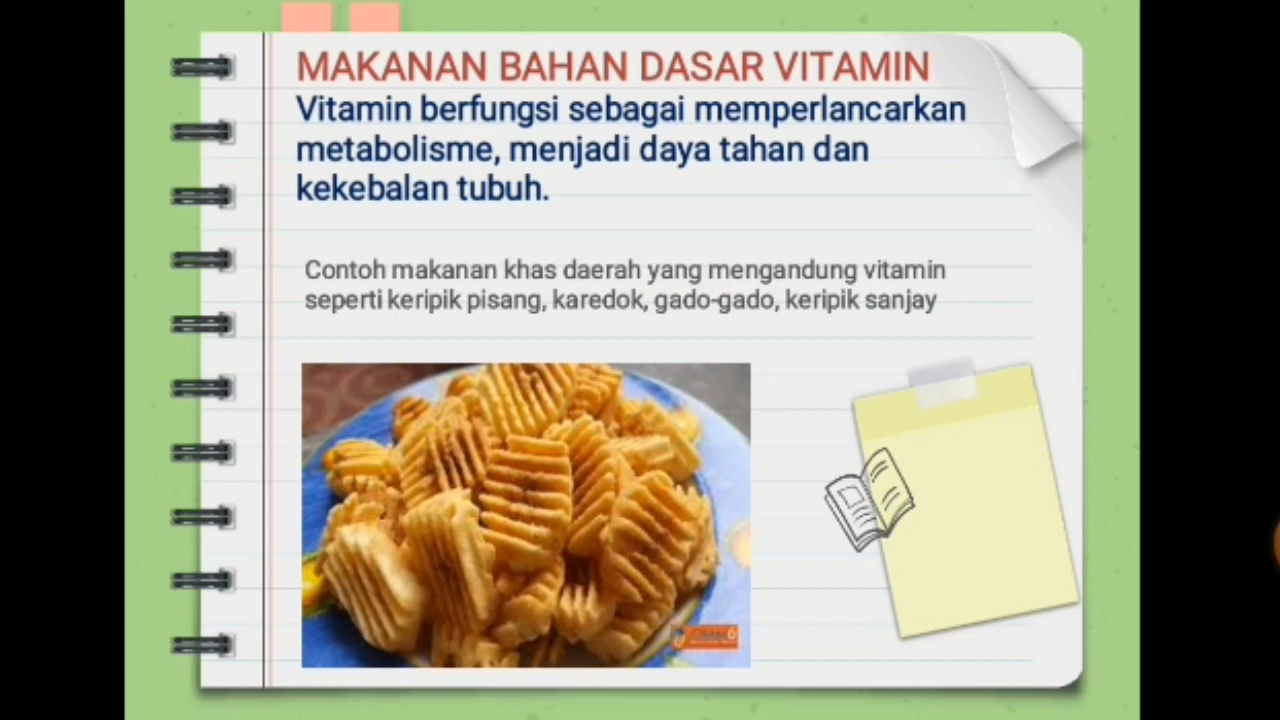 MAKANAN BAHAN DASAR VITAMIN
Vitamin berfungsi sebagai memperlancarkan
metabolisme, menjadi daya tahan dan
kekebalan tubuh.
Contoh makanan khas daerah yang mengandung vitamin
seperti keripik pisang, karedok, gado-gado, keripik sanjay